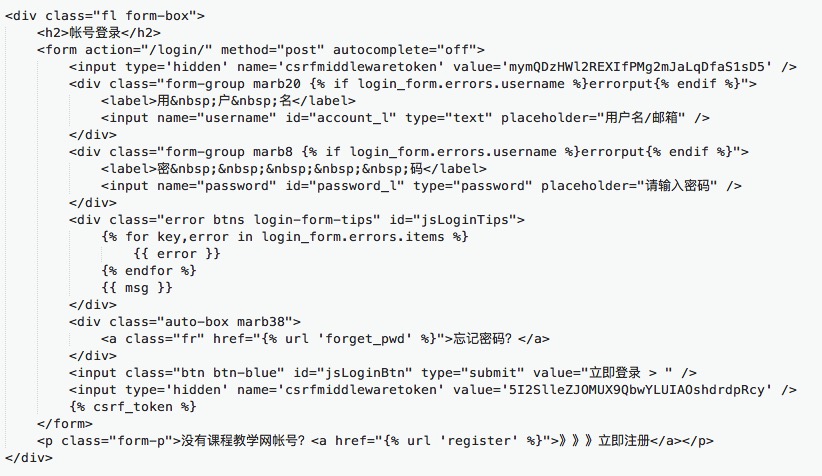 <div class="fl form-box">
    <h2>帐号登录</h2>
    <form action="/login/" method="post" autocomplete="off">
        <input type='hidden' name='csrfmiddlewaretoken' value='mymQDzHWl2REXIfPMg2mJaLqDfaS1sD5' />
        <div class="form-group marb20 {% if login_form.errors.username %}errorput{% endif %}">
            <label>用&nbsp;户&nbsp;名</label>
            <input name="username" id="account_l" type="text" placeholder="用户名/邮箱" />
        </div>
        <div class="form-group marb8 {% if login_form.errors.username %}errorput{% endif %}">
            <label>密&nbsp;&nbsp;&nbsp;&nbsp;&nbsp;码</label>
            <input name="password" id="password_l" type="password" placeholder="请输入密码" />
        </div>
        <div class="error btns login-form-tips" id="jsLoginTips">
            {% for key,error in login_form.errors.items %}
                {{ error }}
            {% endfor %}
            {{ msg }}
        </div>
        <div class="auto-box marb38">
            <a class="fr" href="{% url 'forget_pwd' %}">忘记密码？</a>
        </div>
        <input class="btn btn-blue" id="jsLoginBtn" type="submit" value="立即登录 > " />
        <input type='hidden' name='csrfmiddlewaretoken' value='5I2SlleZJOMUX9QbwYLUIAOshdrdpRcy' />
        {% csrf_token %}
    </form>
    <p class="form-p">没有课程教学网帐号？<a href="{% url 'register' %}">》》》立即注册</a></p>
</div>